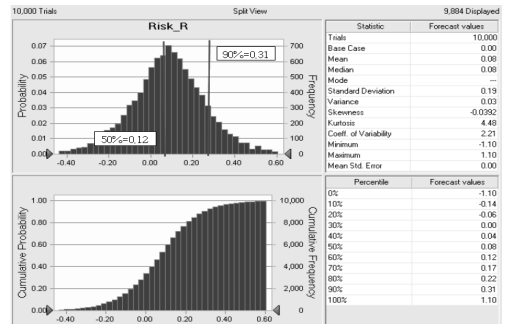 10,000 Trials Split View 9,884 Displayed
Risk_R
0.07 700
0.06 600
0.05 500
0.04 400
0.03 300
0.02 200
0.01 100
0.00 0
Probability
Frequency
90%=0.31
50%=0.12
-0.40 -0.20 0.00 0.20 0.40 0.60
Statistic Forecast values
Trials 10,000
Base Case 0.00
Mean 0.08
Median 0.08
Mode ---
Standard Deviation 0.19
Variance 0.03
Skewness -0.0392
Kurtosis 4.48
Coeff. of Variability 2.21
Minimum -1.10
Maximum 1.10
Mean Std. Error 0.00
1.00 10,000
0.80 8,000
0.60 6,000
0.40 4,000
0.20 2,000
0.00 0
Cumulative Probability
Cumulative Frequency
-0.40 -0.20 0.00 0.20 0.40 0.60
Percentile Forecast values
0% -1.10
10% -0.14
20% -0.06
30% 0.00
40% 0.04
50% 0.08
60% 0.12
70% 0.17
80% 0.22
90% 0.31
100% 1.10